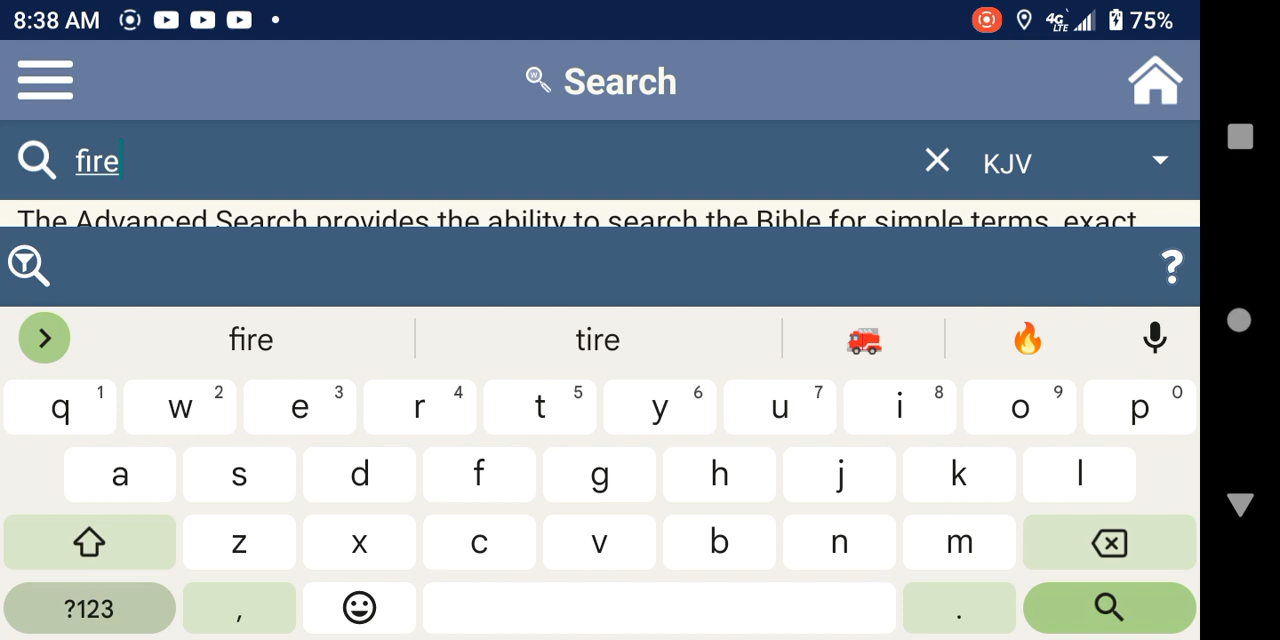 8:38 AM 4G LTE 75%
Search
fire KJV
The Advanced Search provides the ability to search the Bible for simple terms, exact
?
fire tire
q 1 w 2 e 3 r 4 t 5 y 6 u 7 i 8 o 9 p 0
a s d f g h j k l
z x c v b n m
?123 , .